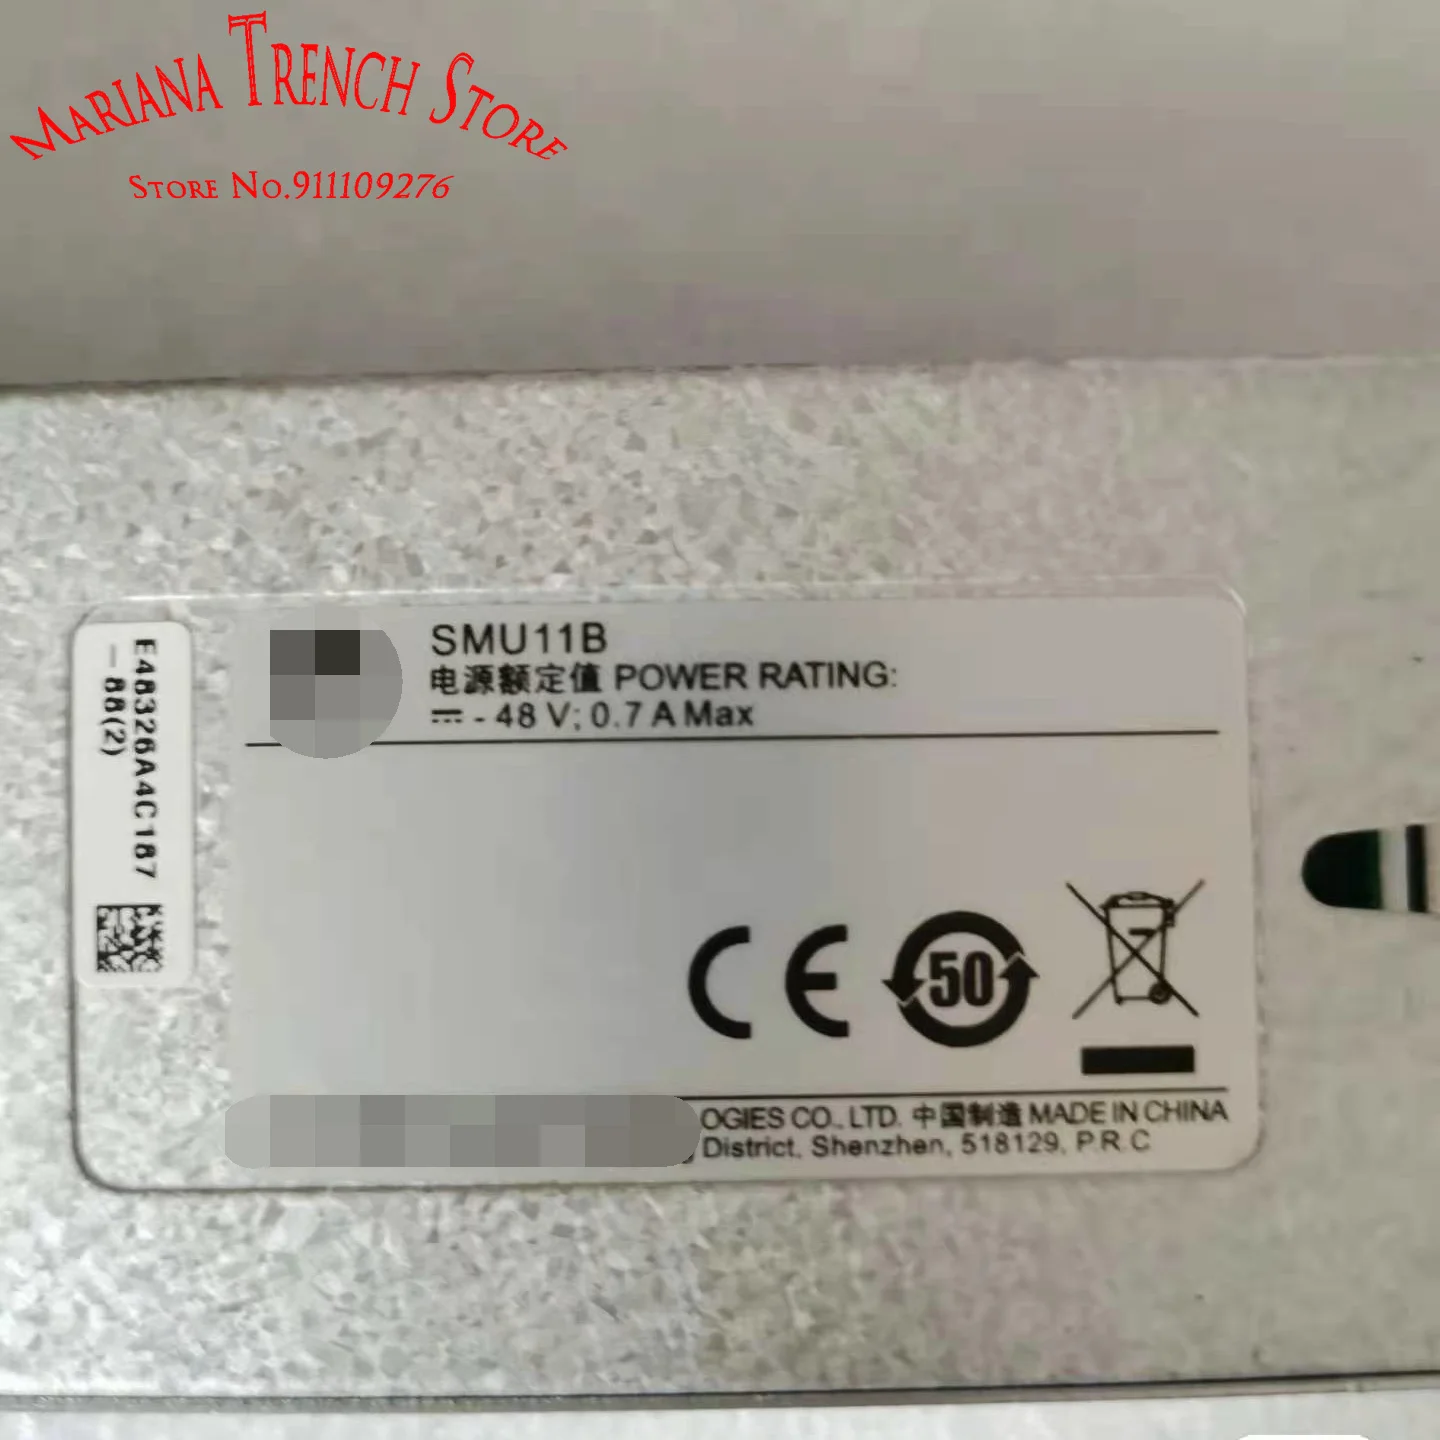 MARIANA TRENCH STORE
STORE NO.911109276
SMU11B
电源额定值 POWER RATING:
⎓ - 48 V; 0.7 A Max
E48326A4C187
-88(2)
CE
50
OGIES CO., LTD. 中国制造 MADE IN CHINA
District, Shenzhen, 518129, P.R.C